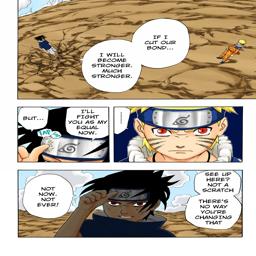 IF I
CUT OUR
BOND...
I WILL
BECOME
STRONGER.
MUCH
STRONGER.
BUT...
I'LL
FIGHT
YOU AS MY
EQUAL
NOW.
NOT
NOW.
NOT
EVER!
SEE UP
HERE?
NOT A
SCRATCH
THERE'S
NO WAY
YOU'RE
CHANGING
THAT